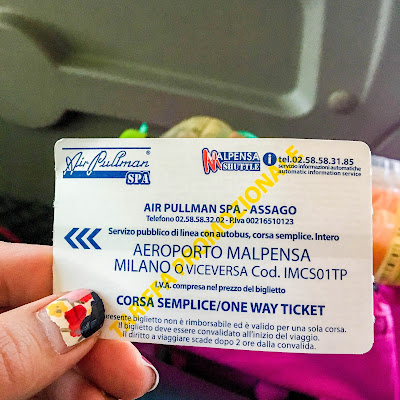 Air Pullman®
SPA
MALPENSA
SHUTTLE
i tel.02.58.58.31.85
servizio informazioni automatiche
automatic information service
TARIFFA PROMOZIONALE
AIR PULLMAN SPA - ASSAGO
Telefono 02.58.58.32.02 - P.Iva 00216510123
Servizio pubblico di linea con autobus, corsa semplice. Intero
AEROPORTO MALPENSA
MILANO O VICEVERSA Cod. IMCS01TP
I.V.A. compresa nel prezzo del biglietto
CORSA SEMPLICE/ONE WAY TICKET
presente biglietto non è rimborsabile ed è valido per una sola corsa.
Il biglietto deve essere convalidato all'inizio del viaggio.
Il diritto a viaggiare scade dopo 2 ore dalla convalida.